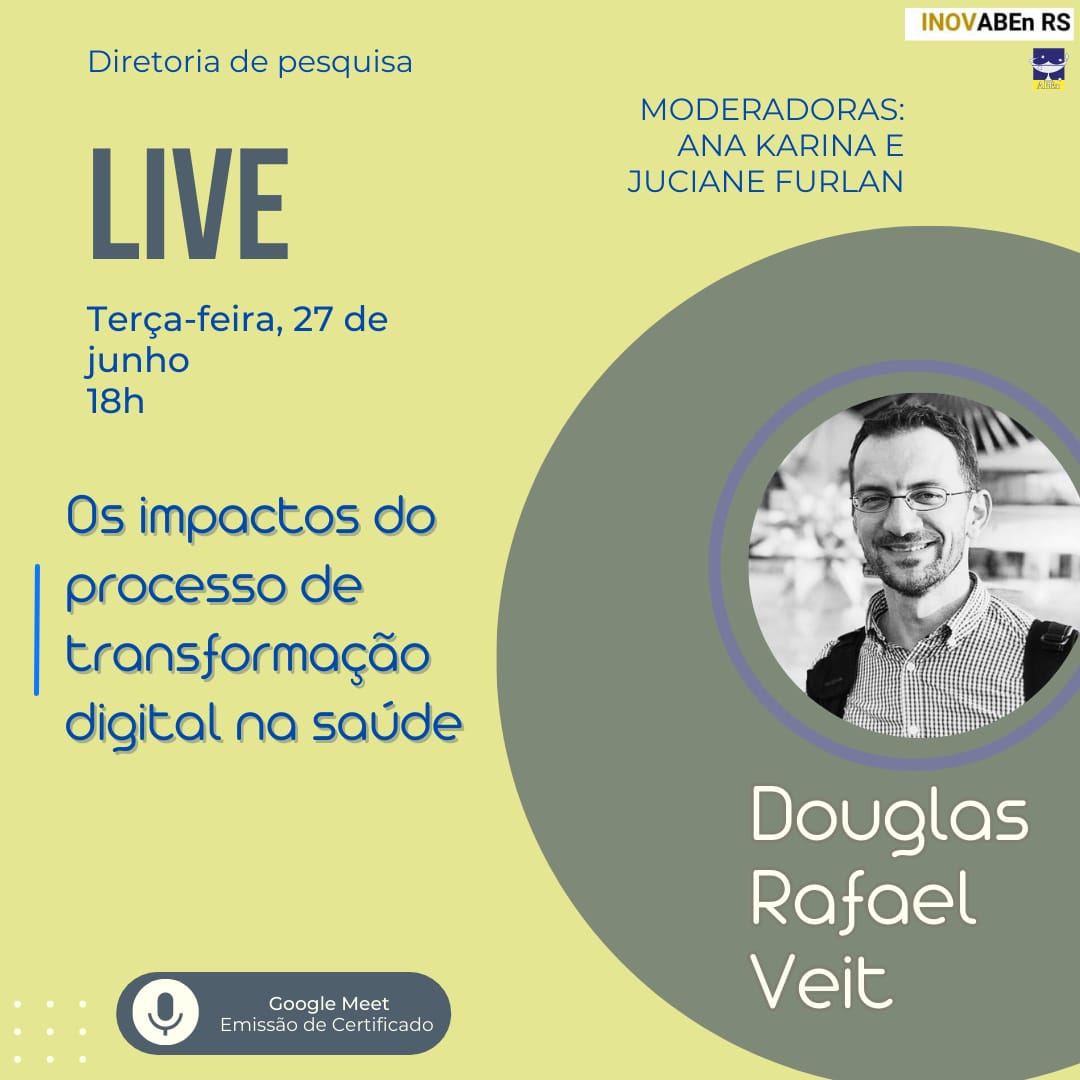 INOVABEn RS
ABEn
Diretoria de pesquisa
MODERADORAS:
ANA KARINA E
JUCIANE FURLAN
LIVE
Terça-feira, 27 de
junho
18h
Os impactos do
processo de
transformação
digital na saúde
Douglas
Rafael
Veit
Google Meet
Emissão de Certificado